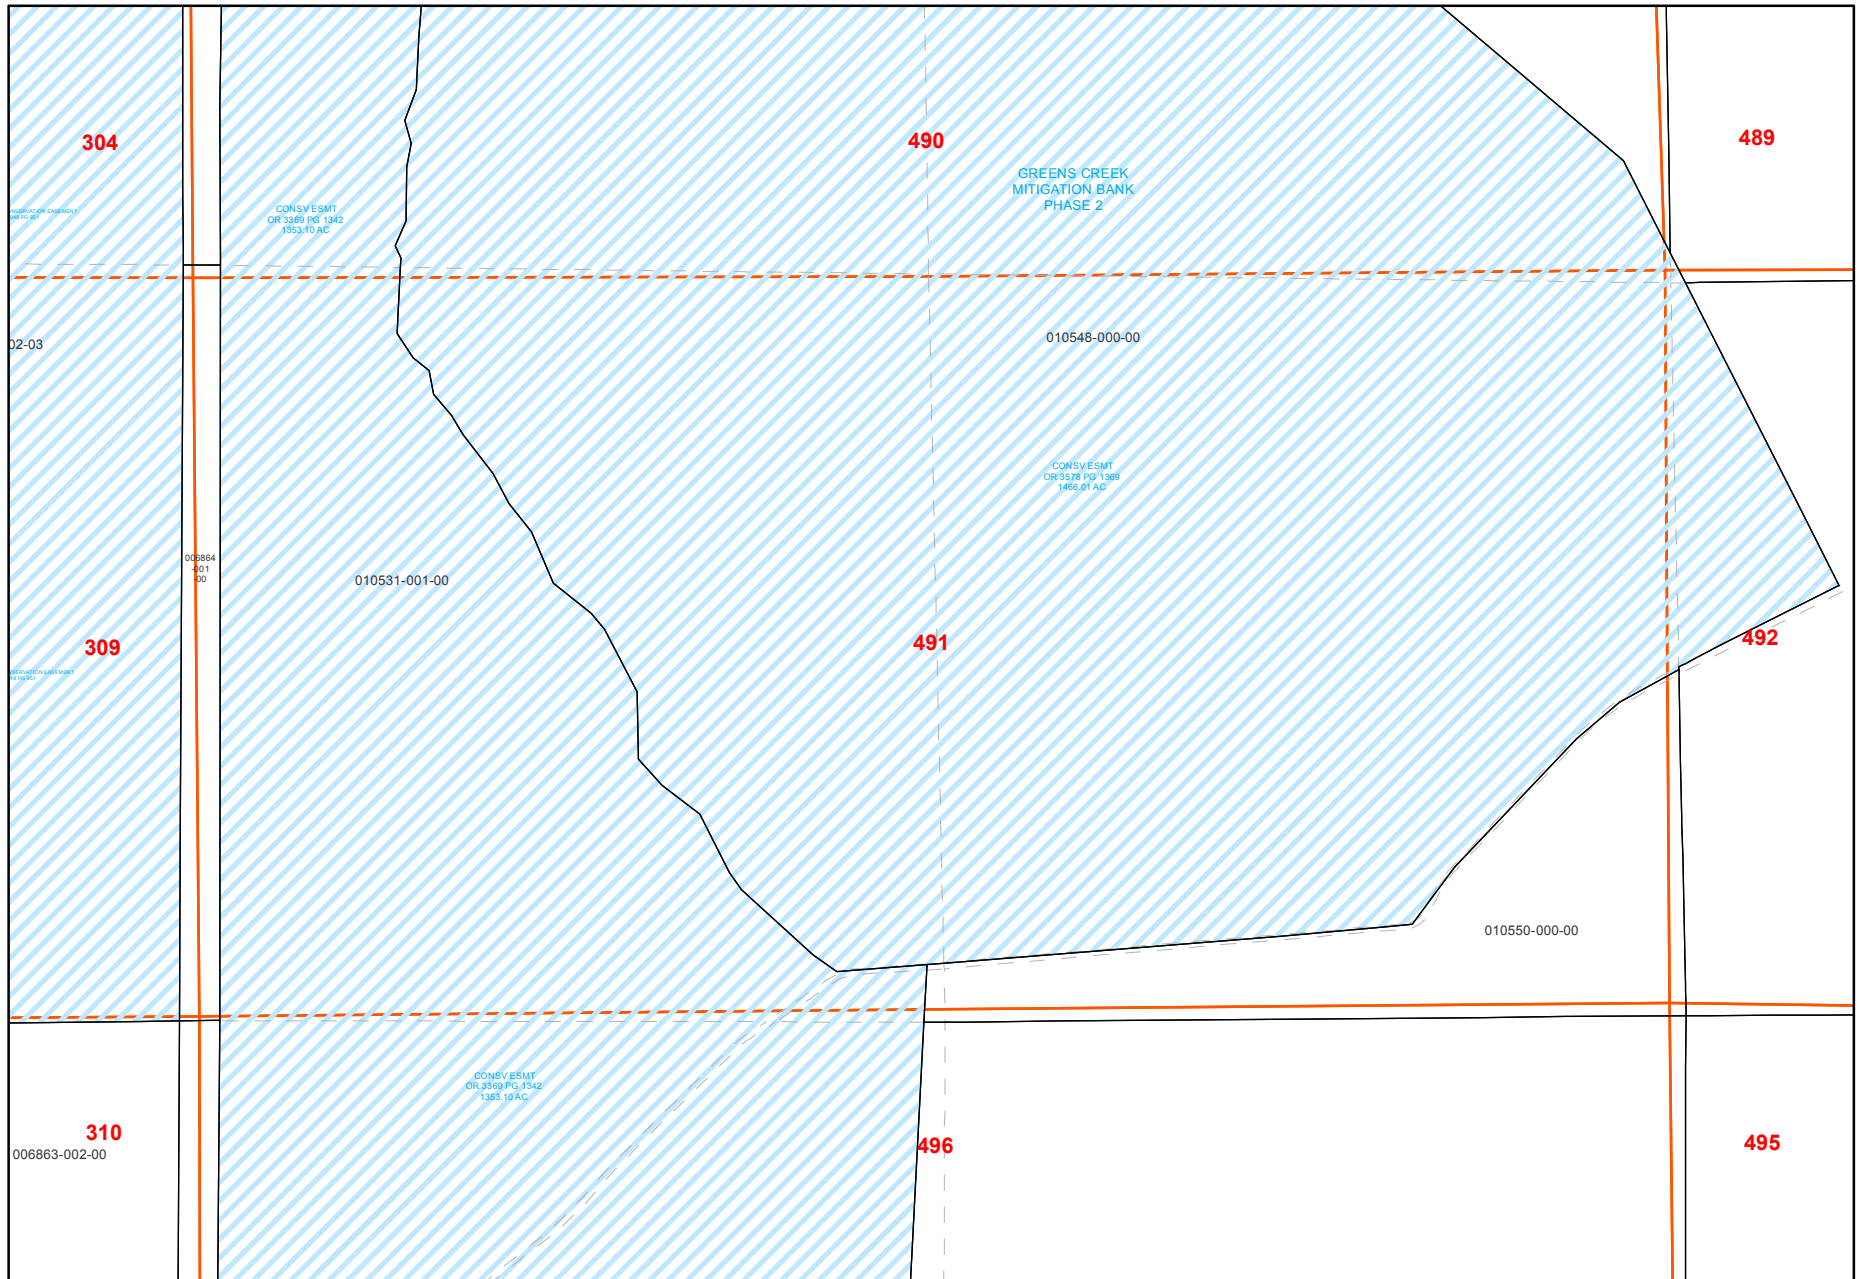 304
490
489
GREENS CREEK
MITIGATION BANK
PHASE 2
CONSV ESMT
OR 3369 PG 1342
1353.10 AC
02-03
010548-000-00
CONSV ESMT
OR 3578 PG 1369
1466.01 AC
006864
-001
-00
010531-001-00
309
491
492
010550-000-00
CONSV ESMT
OR 3369 PG 1342
1353.10 AC
310
006863-002-00
496
495